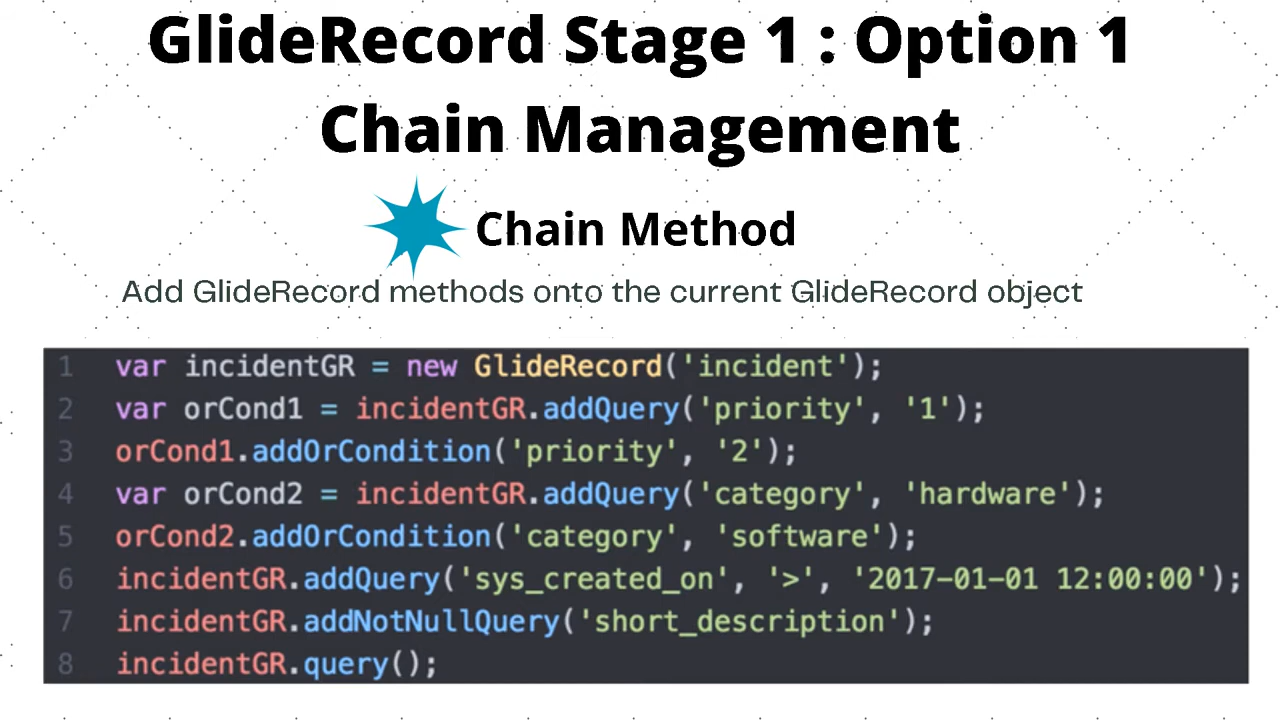 GlideRecord Stage 1 : Option 1
Chain Management
Chain Method
Add GlideRecord methods onto the current GlideRecord object
1 var incidentGR = new GlideRecord('incident');
2 var orCond1 = incidentGR.addQuery('priority', '1');
3 orCond1.addOrCondition('priority', '2');
4 var orCond2 = incidentGR.addQuery('category', 'hardware');
5 orCond2.addOrCondition('category', 'software');
6 incidentGR.addQuery('sys_created_on', '>', '2017-01-01 12:00:00');
7 incidentGR.addNotNullQuery('short_description');
8 incidentGR.query();